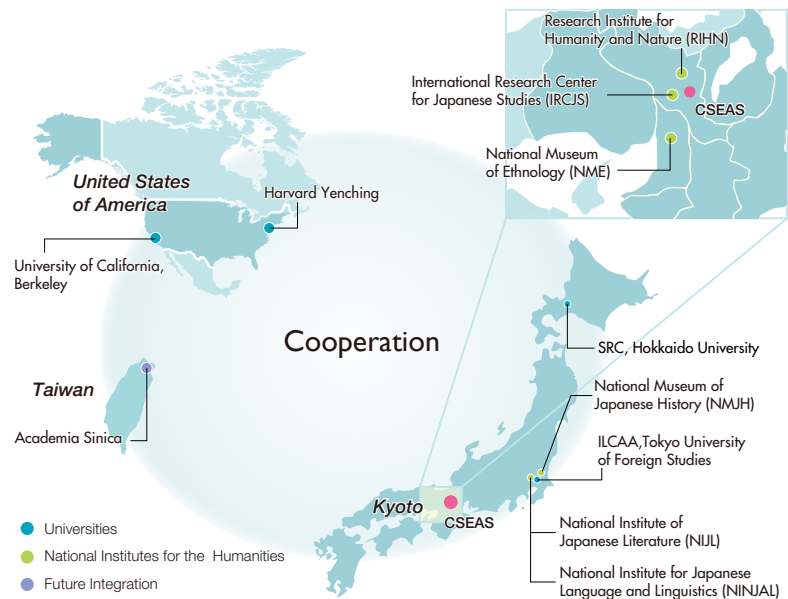 Research Institute for
Humanity and Nature (RIHN)
International Research Center
for Japanese Studies (IRCJS)
CSEAS
National Museum
of Ethnology (NME)
United States
of America
Harvard Yenching
University of California,
Berkeley
Cooperation
SRC, Hokkaido University
Taiwan
National Museum of
Japanese History (NMJH)
Academia Sinica
ILCAA,Tokyo University
of Foreign Studies
Kyoto
CSEAS
National Institute of
Japanese Literature (NIJL)
National Institute for Japanese
Language and Linguistics (NINJAL)
Universities
National Institutes for the Humanities
Future Integration